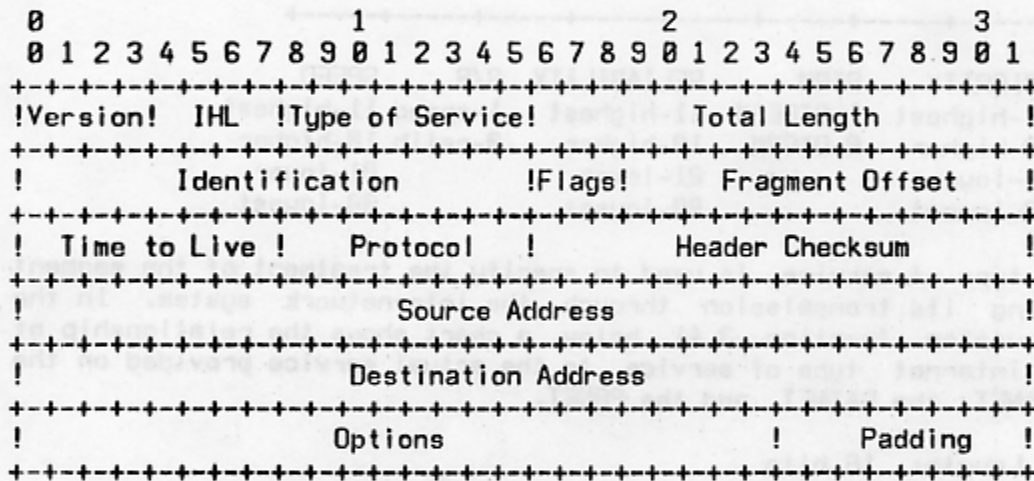 0                   1                   2                   3
0 1 2 3 4 5 6 7 8 9 0 1 2 3 4 5 6 7 8 9 0 1 2 3 4 5 6 7 8 9 0 1
+-+-+-+-+-+-+-+-+-+-+-+-+-+-+-+-+-+-+-+-+-+-+-+-+-+-+-+-+-+-+-+-+
!Version!  IHL  !Type of Service!          Total Length         !
+-+-+-+-+-+-+-+-+-+-+-+-+-+-+-+-+-+-+-+-+-+-+-+-+-+-+-+-+-+-+-+-+
!         Identification        !Flags!     Fragment Offset     !
+-+-+-+-+-+-+-+-+-+-+-+-+-+-+-+-+-+-+-+-+-+-+-+-+-+-+-+-+-+-+-+-+
!  Time to Live !    Protocol   !        Header Checksum        !
+-+-+-+-+-+-+-+-+-+-+-+-+-+-+-+-+-+-+-+-+-+-+-+-+-+-+-+-+-+-+-+-+
!                       Source Address                          !
+-+-+-+-+-+-+-+-+-+-+-+-+-+-+-+-+-+-+-+-+-+-+-+-+-+-+-+-+-+-+-+-+
!                    Destination Address                        !
+-+-+-+-+-+-+-+-+-+-+-+-+-+-+-+-+-+-+-+-+-+-+-+-+-+-+-+-+-+-+-+-+
!                   Options                     !    Padding    !
+-+-+-+-+-+-+-+-+-+-+-+-+-+-+-+-+-+-+-+-+-+-+-+-+-+-+-+-+-+-+-+-+